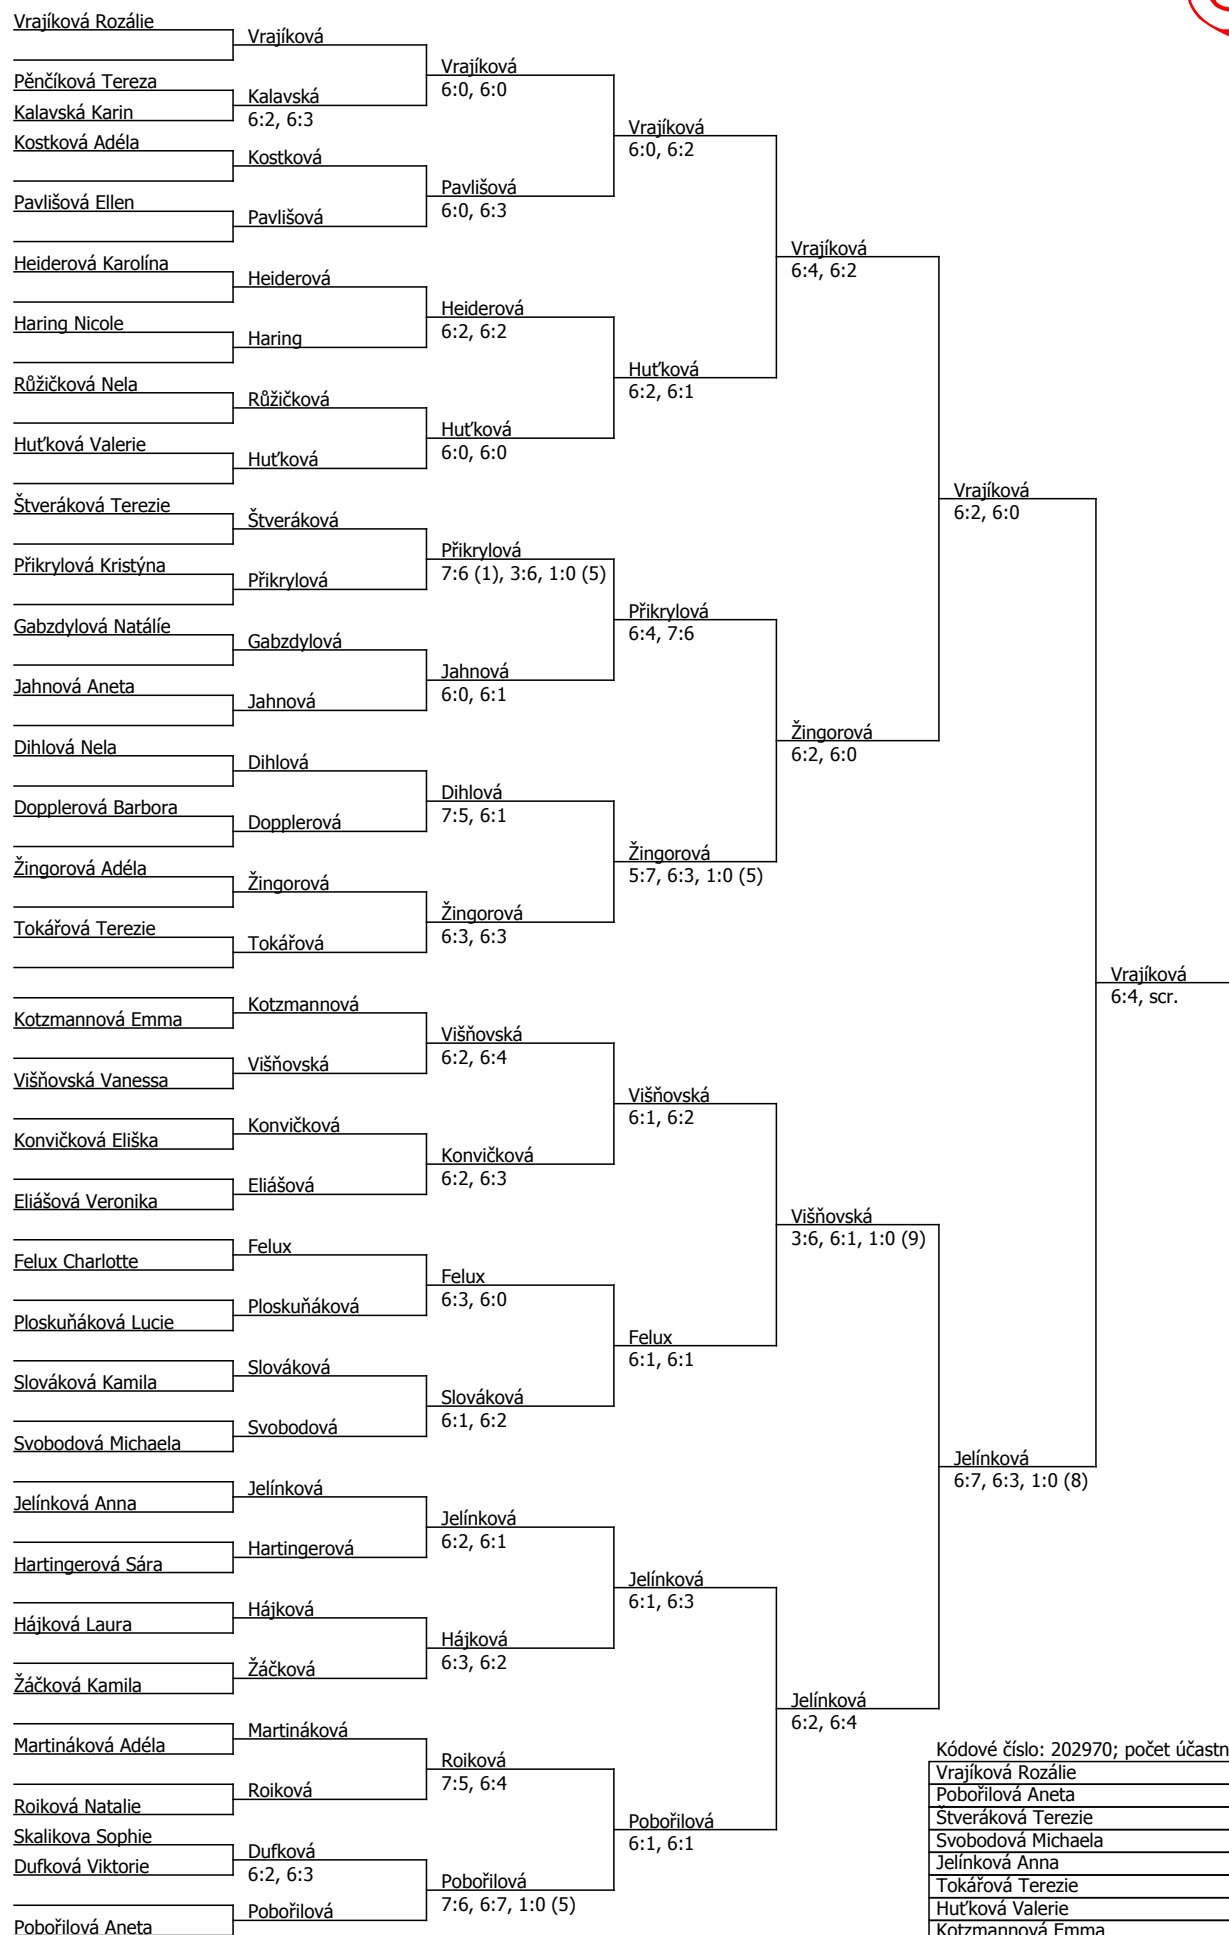 Vrajíková Rozálie
Pěnčíková Tereza
Kalavská Karin
Kostková Adéla
Pavlišová Ellen
Heiderová Karolína
Haring Nicole
Růžičková Nela
Huťková Valerie
Štveráková Terezie
Přikrylová Kristýna
Gabzdylová Natálíe
Jahnová Aneta
Dihlová Nela
Dopplerová Barbora
Žingorová Adéla
Tokářová Terezie
Kotzmannová Emma
Višňovská Vanessa
Konvičková Eliška
Eliášová Veronika
Felux Charlotte
Ploskuňáková Lucie
Slováková Kamila
Svobodová Michaela
Jelínková Anna
Hartingerová Sára
Hájková Laura
Žáčková Kamila
Martináková Adéla
Roiková Natalie
Skalikova Sophie
Dufková Viktorie
Pobořilová Aneta
Vrajíková
Kalavská
6:2, 6:3
Kostková
Pavlišová
Heiderová
Haring
Růžičková
Huťková
Štveráková
Přikrylová
Gabzdylová
Jahnová
Dihlová
Dopplerová
Žingorová
Tokářová
Kotzmannová
Višňovská
Konvičková
Eliášová
Felux
Ploskuňáková
Slováková
Svobodová
Jelínková
Hartingerová
Hájková
Žáčková
Martináková
Roiková
Dufková
6:2, 6:3
Pobořilová
Vrajíková
6:0, 6:0
Pavlišová
6:0, 6:3
Heiderová
6:2, 6:2
Huťková
6:0, 6:0
Přikrylová
7:6 (1), 3:6, 1:0 (5)
Jahnová
6:0, 6:1
Dihlová
7:5, 6:1
Žingorová
6:3, 6:3
Višňovská
6:2, 6:4
Konvičková
6:2, 6:3
Felux
6:3, 6:0
Slováková
6:1, 6:2
Jelínková
6:2, 6:1
Hájková
6:3, 6:2
Roiková
7:5, 6:4
Pobořilová
7:6, 6:7, 1:0 (5)
Vrajíková
6:0, 6:2
Huťková
6:2, 6:1
Přikrylová
6:4, 7:6
Žingorová
5:7, 6:3, 1:0 (5)
Višňovská
6:1, 6:2
Felux
6:1, 6:1
Jelínková
6:1, 6:3
Pobořilová
6:1, 6:1
Vrajíková
6:4, 6:2
Žingorová
6:2, 6:0
Višňovská
3:6, 6:1, 1:0 (9)
Jelínková
6:2, 6:4
Vrajíková
6:2, 6:0
Jelínková
6:7, 6:3, 1:0 (8)
Vrajíková
6:4, scr.
Kódové číslo: 202970; počet účastn
Vrajíková Rozálie
Pobořilová Aneta
Štveráková Terezie
Svobodová Michaela
Jelínková Anna
Tokářová Terezie
Huťková Valerie
Kotzmannová Emma